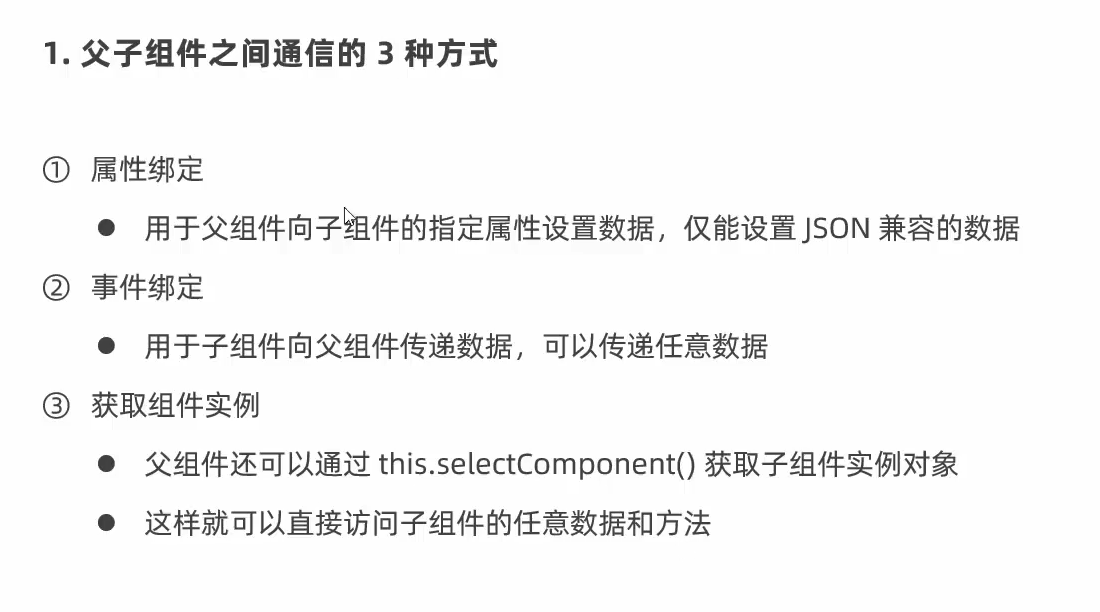 1. 父子组件之间通信的 3 种方式
① 属性绑定
● 用于父组件向子组件的指定属性设置数据，仅能设置 JSON 兼容的数据
② 事件绑定
● 用于子组件向父组件传递数据，可以传递任意数据
③ 获取组件实例
● 父组件还可以通过 this.selectComponent() 获取子组件实例对象
● 这样就可以直接访问子组件的任意数据和方法